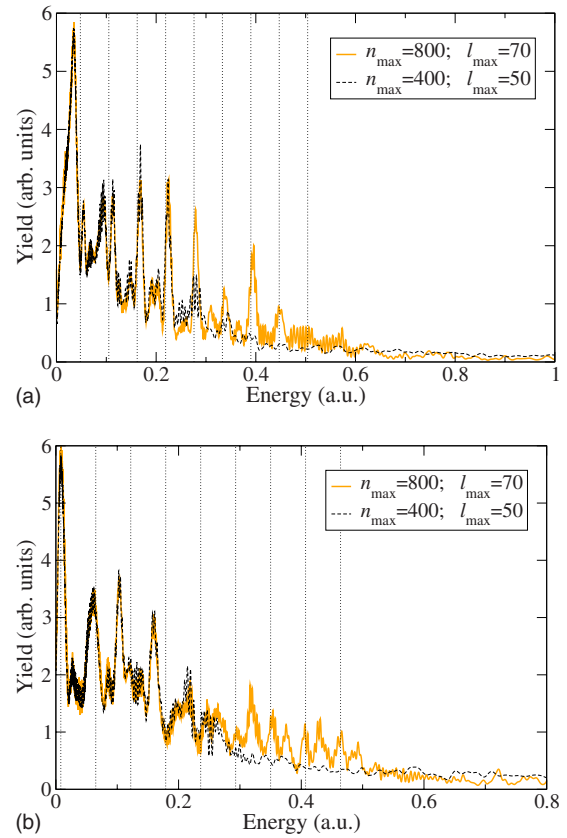 6
5
4
3
2
1
0
Yield (arb. units)
n_max=800; l_max=70
n_max=400; l_max=50
0 0.2 0.4 0.6 0.8 1
Energy (a.u.)
(a)
6
5
4
3
2
1
0
Yield (arb. units)
n_max=800; l_max=70
n_max=400; l_max=50
0 0.2 0.4 0.6 0.8
Energy (a.u.)
(b)